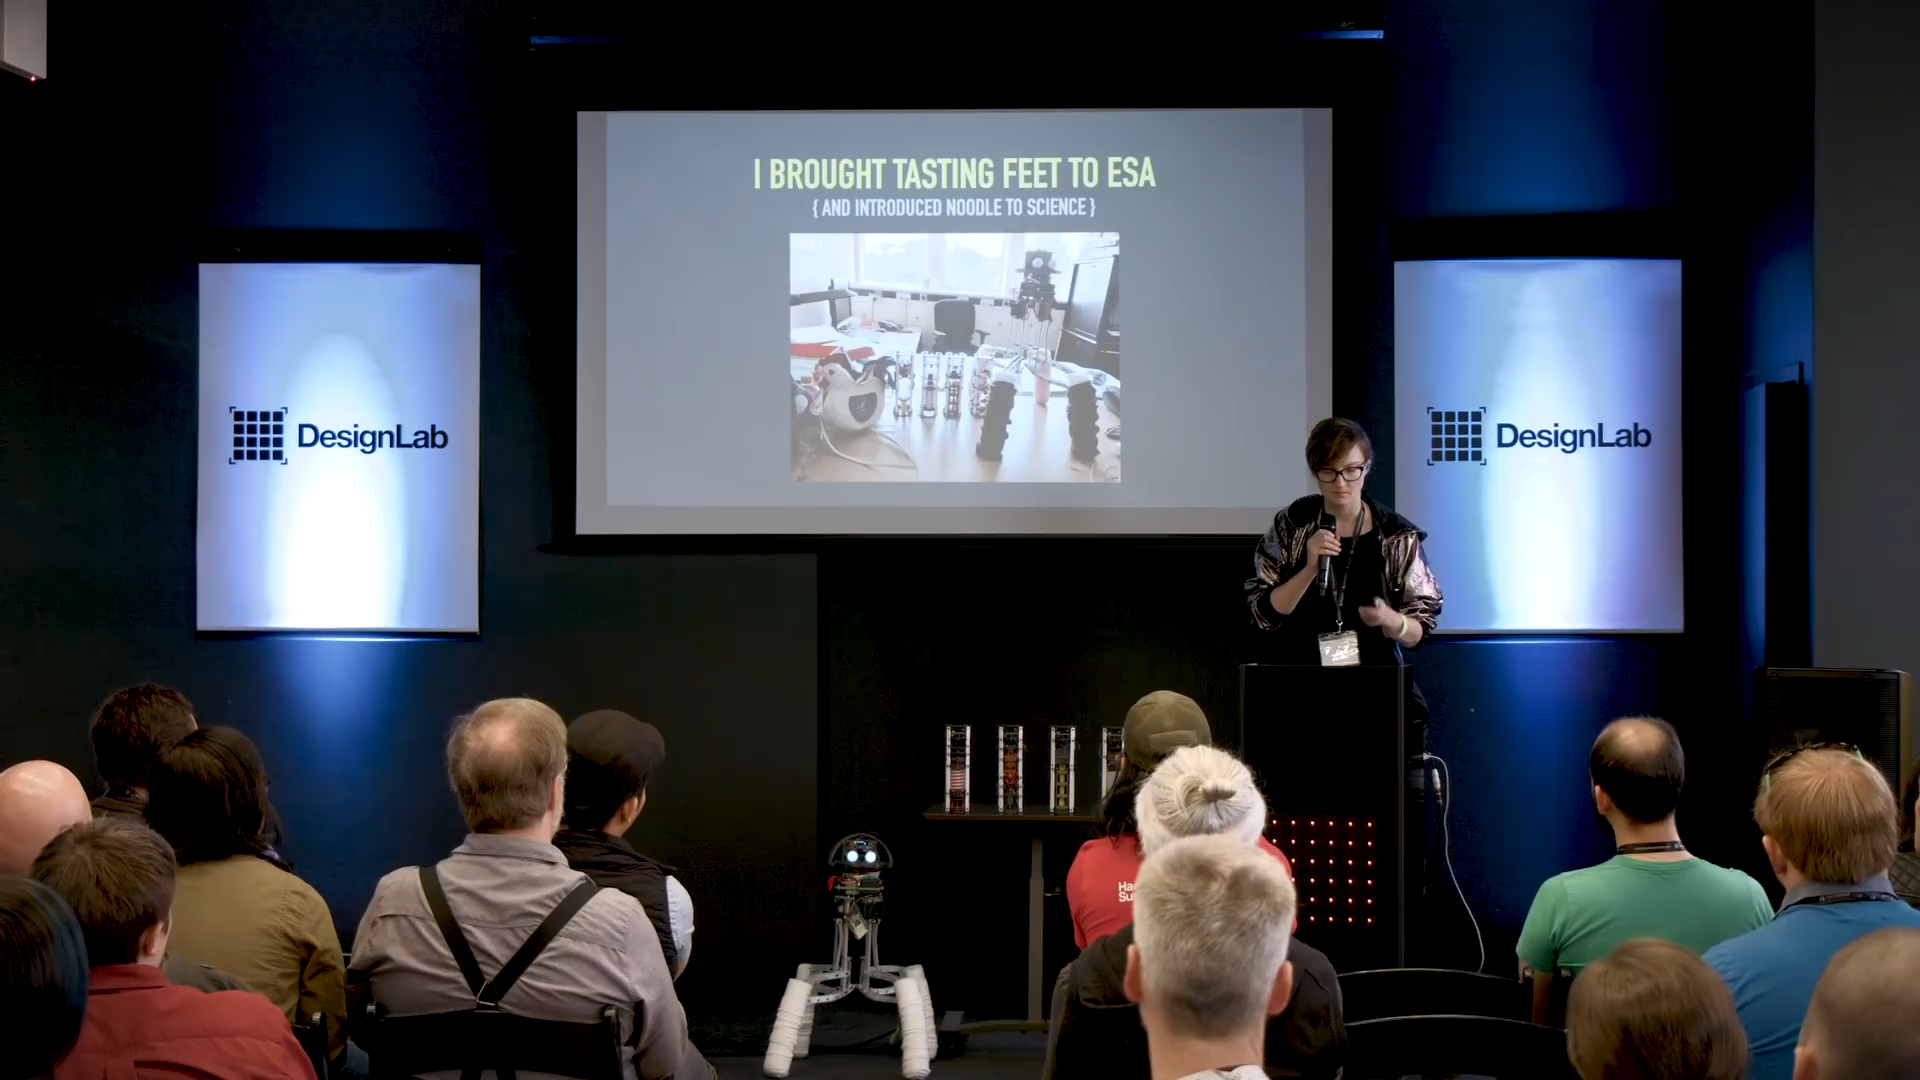 I BROUGHT TASTING FEET TO ESA
{ AND INTRODUCED NOODLE TO SCIENCE }
DesignLab
DesignLab